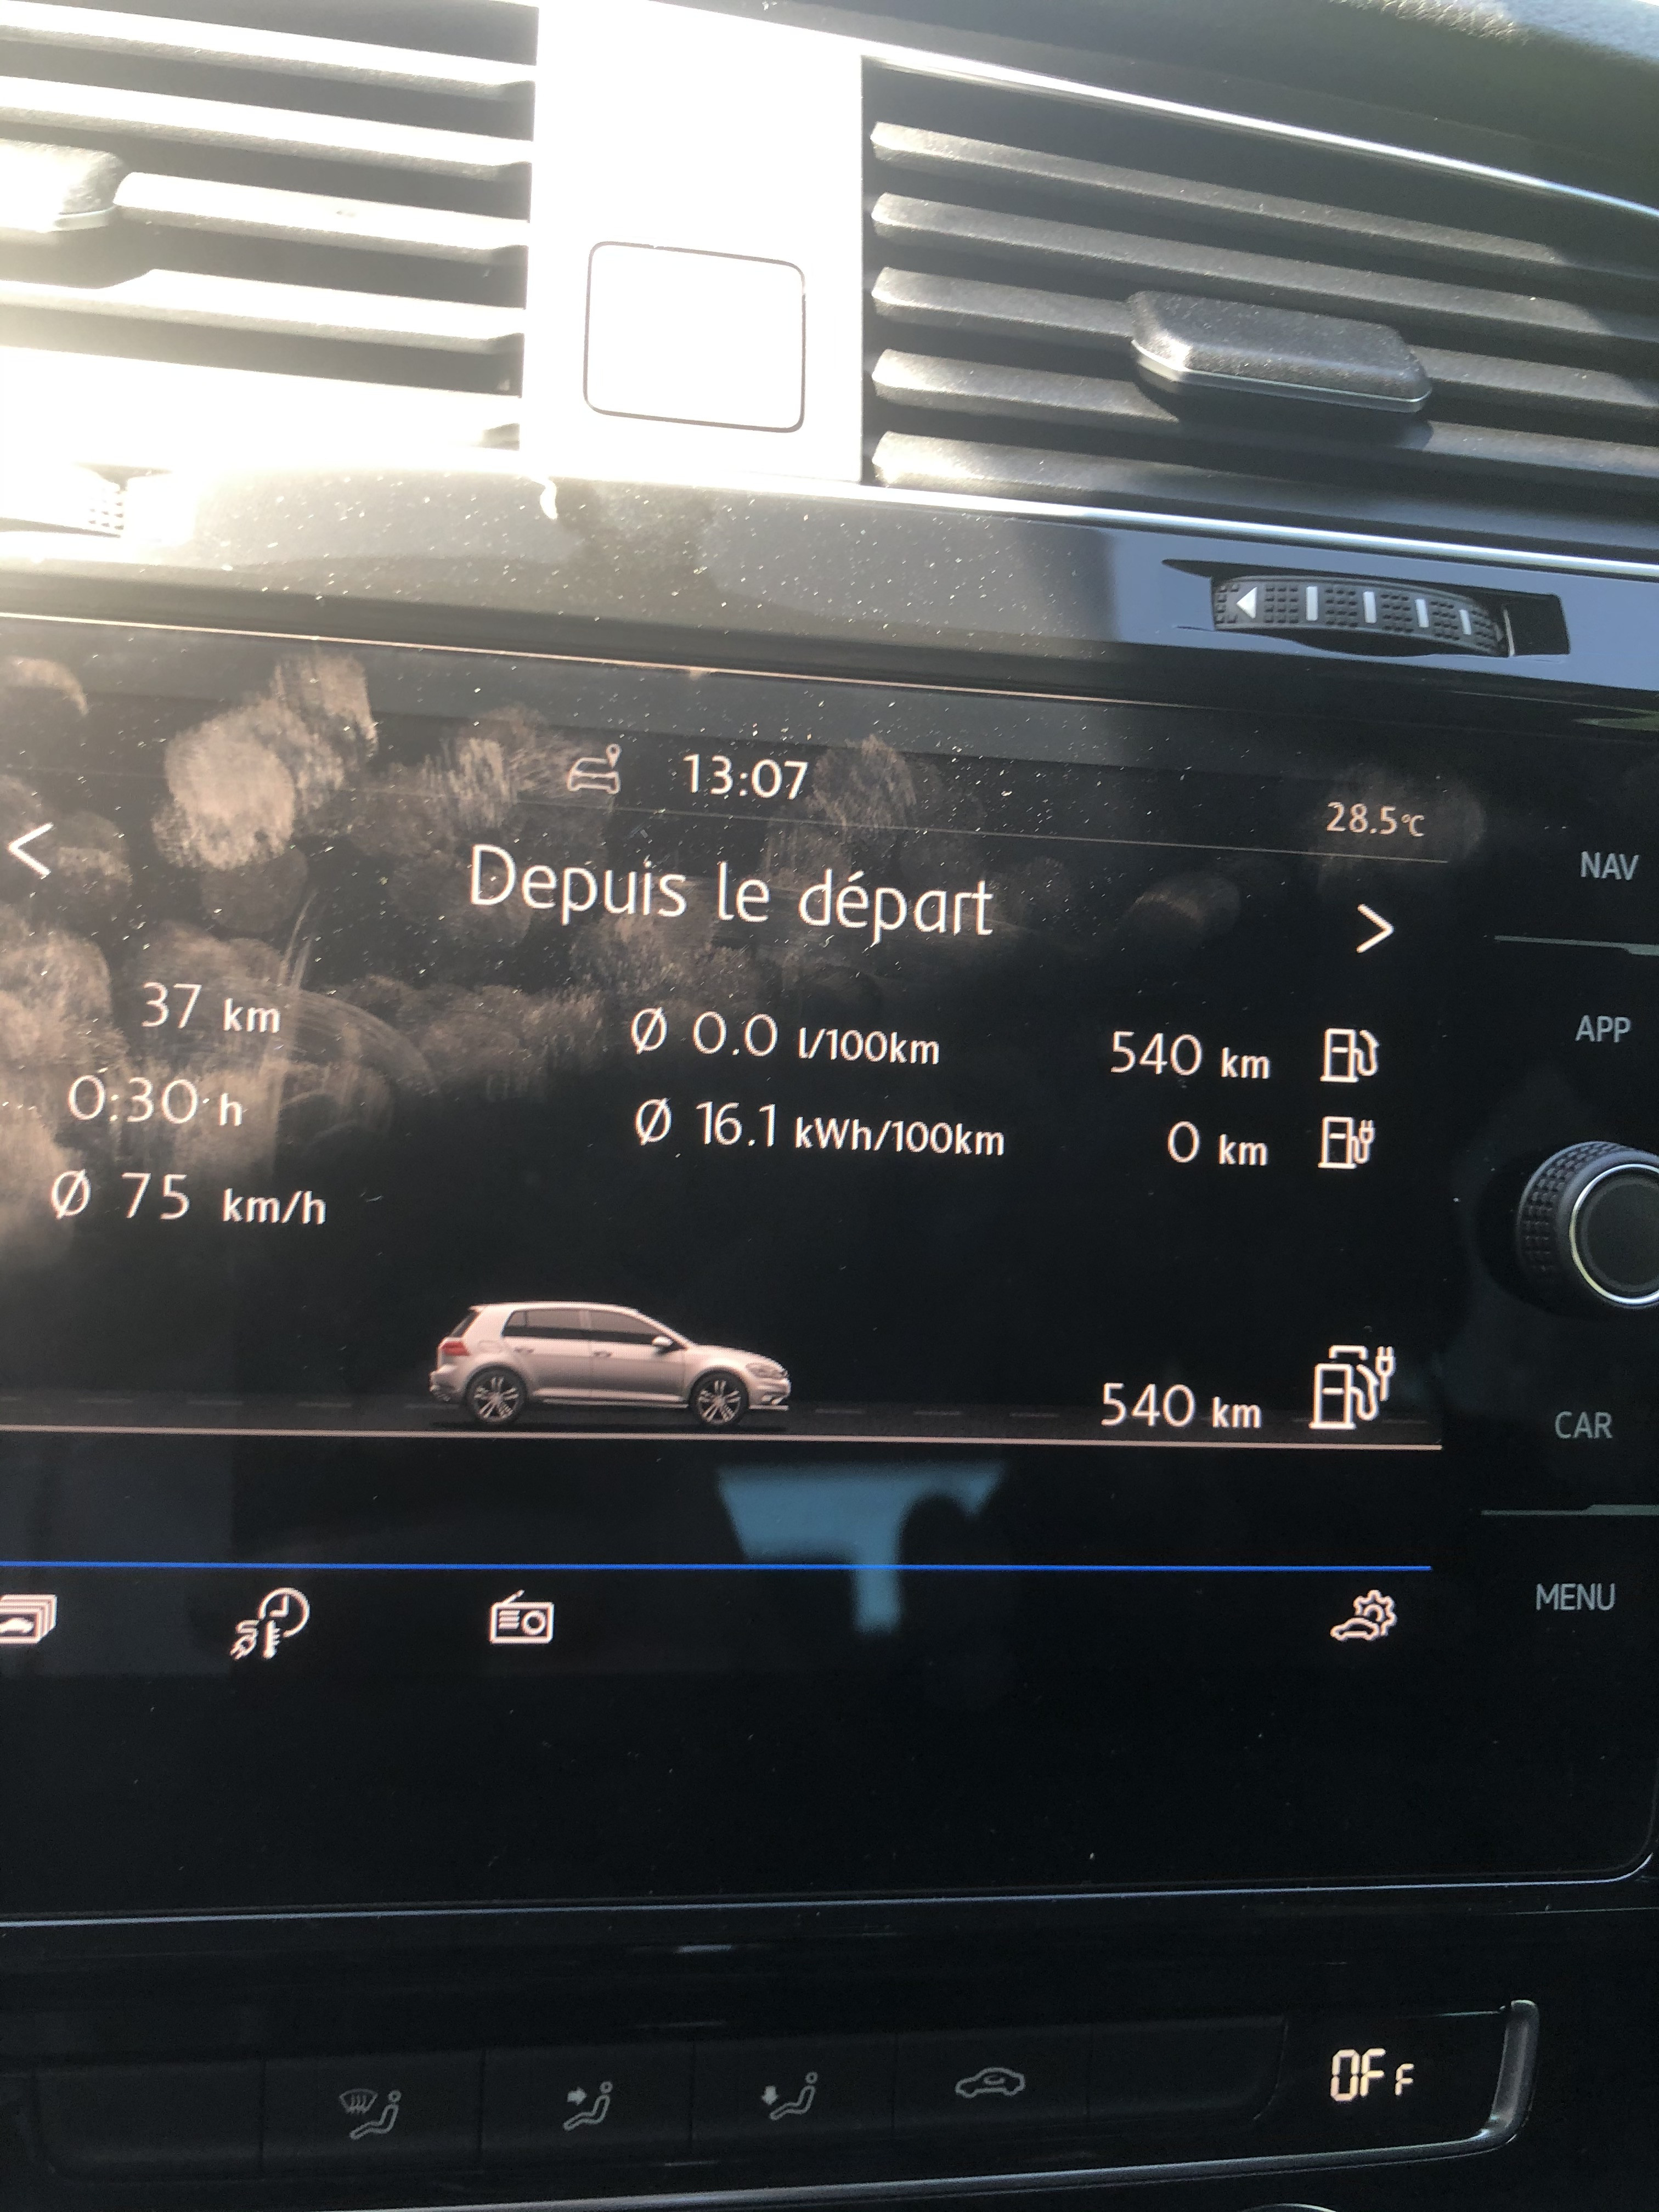 13:07
28.5°C
Depuis le départ
37 km
0:30 h
Ø 75 km/h
Ø 0.0 l/100km
Ø 16.1 kWh/100km
540 km
0 km
540 km
NAV
APP
CAR
MENU
OFF